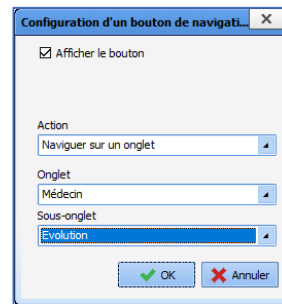 Configuration d'un bouton de navigati...
Afficher le bouton
Action
Naviguer sur un onglet
Onglet
Médecin
Sous-onglet
Evolution
OK
Annuler